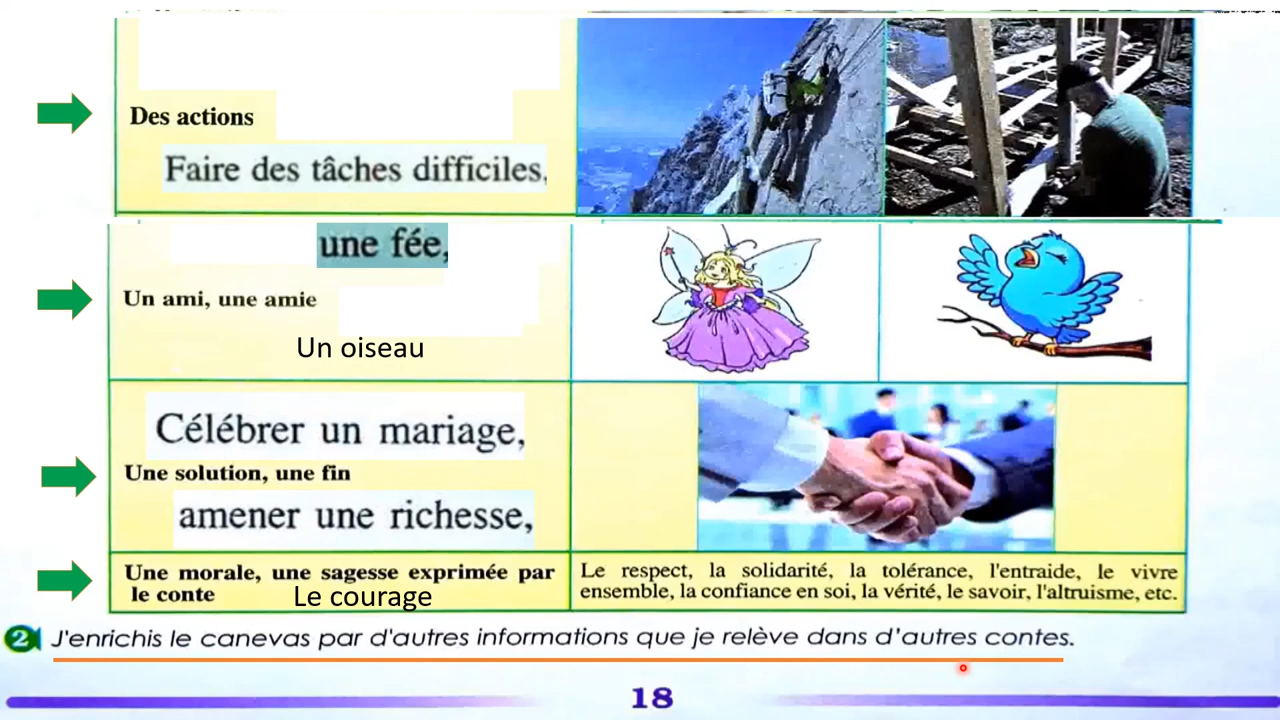 Des actions
Faire des tâches difficiles,
une fée,
Un ami, une amie
Un oiseau
Célébrer un mariage,
Une solution, une fin
amener une richesse,
Une morale, une sagesse exprimée par
le conte
Le courage
Le respect, la solidarité, la tolérance, l'entraide, le vivre
ensemble, la confiance en soi, la vérité, le savoir, l'altruisme, etc.
2 J'enrichis le canevas par d'autres informations que je relève dans d’autres contes.
18